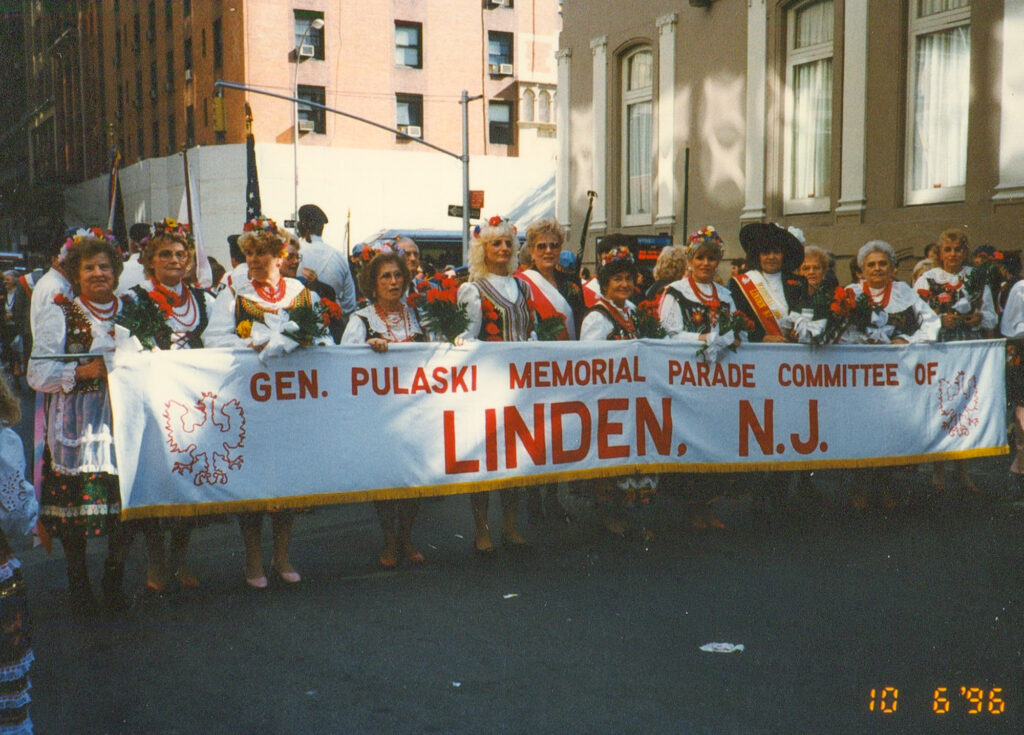 GEN. PULASKI MEMORIAL PARADE COMMITTEE OF
LINDEN, N.J.
10 6 '96